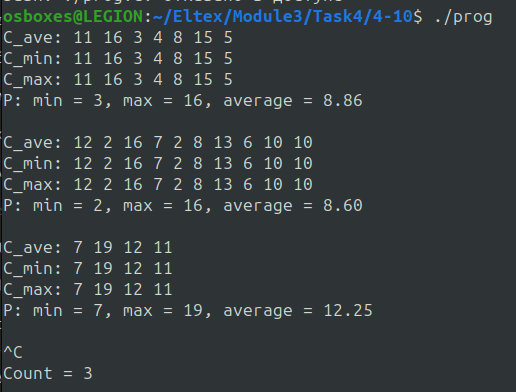 osboxes@LEGION:~/Eltex/Module3/Task4/4-10$ ./prog
C_ave: 11 16 3 4 8 15 5
C_min: 11 16 3 4 8 15 5
C_max: 11 16 3 4 8 15 5
P: min = 3, max = 16, average = 8.86
C_ave: 12 2 16 7 2 8 13 6 10 10
C_min: 12 2 16 7 2 8 13 6 10 10
C_max: 12 2 16 7 2 8 13 6 10 10
P: min = 2, max = 16, average = 8.60
C_ave: 7 19 12 11
C_min: 7 19 12 11
C_max: 7 19 12 11
P: min = 7, max = 19, average = 12.25
^C
Count = 3